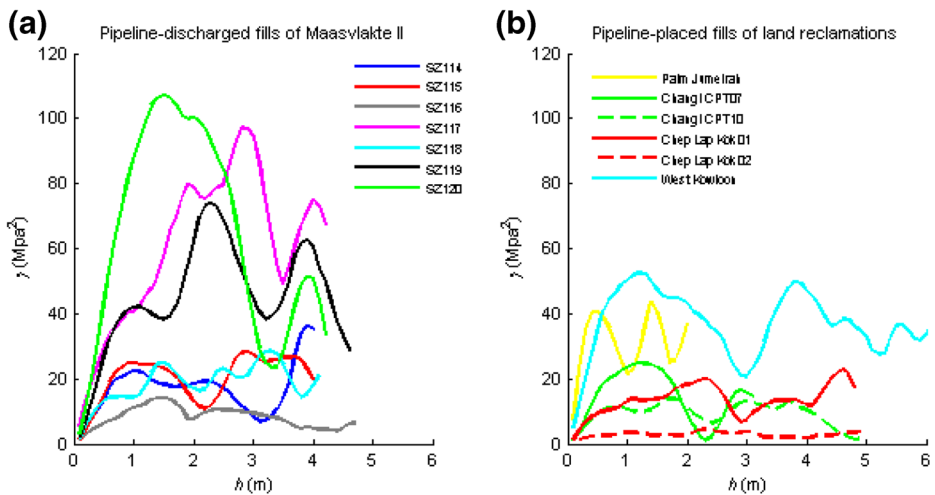 (a) Pipeline-discharged fills of Maasvlakte II
120
100
80
60
40
20
0
γ (Mpa²)
SZ114
SZ115
SZ116
SZ117
SZ118
SZ119
SZ120
0 1 2 3 4 5 6
h (m)
(b) Pipeline-placed fills of land reclamations
120
100
80
60
40
20
0
γ (Mpa²)
Palm Jumeirah
Changi CPT07
Changi CPT10
Chep Lap Kok 01
Chep Lap Kok 02
West Kowloon
0 1 2 3 4 5 6
h (m)